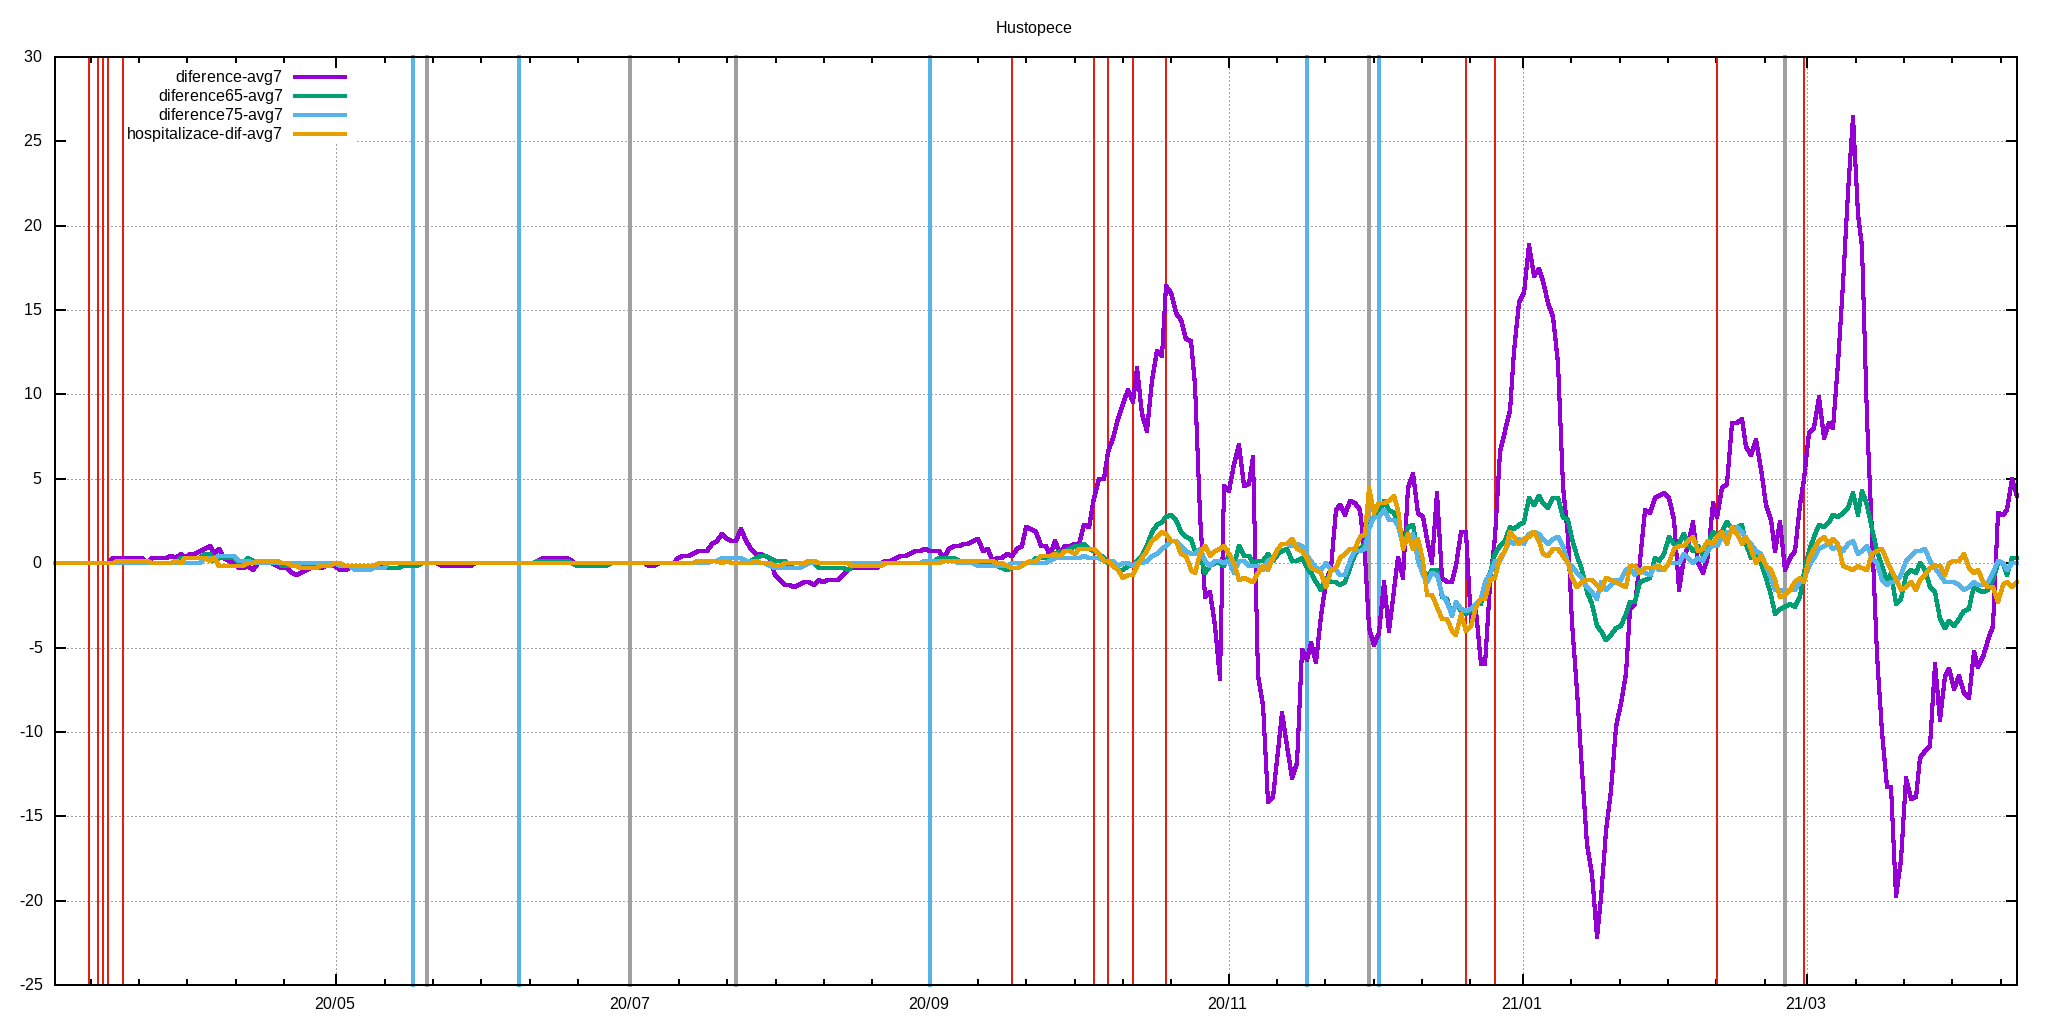 Hustopece
30
diference-avg7
diference65-avg7
diference75-avg7
hospitalizace-dif-avg7
25
20
15
10
5
0
-5
-10
-15
-20
-25
20/05 20/07 20/09 20/11 21/01 21/03